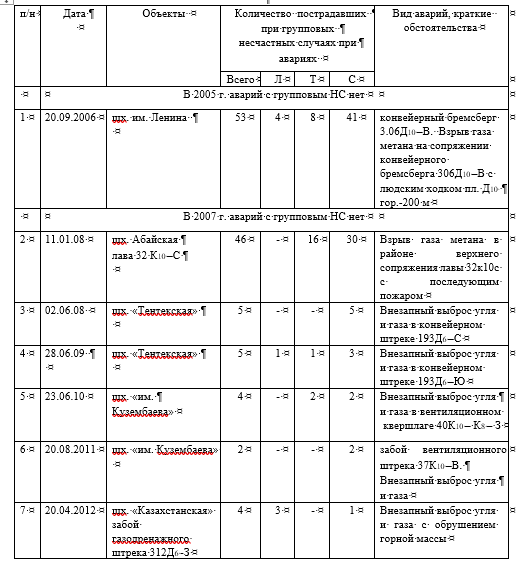 п/н Дата Объекты Количество пострадавших Вид аварий, краткие
при групповых обстоятельства
несчастных случаях при
авариях
Всего Л Т С
В 2005 г. аварий с групповым НС нет
1 20.09.2006 шх. им. Ленина 53 4 8 41 конвейерный бремсберг
3.06Д10–В. Взрыв газа
метана на сопряжении
конвейерного
бремсберга 306Д10–В с
людским ходком пл. Д10
гор.-200 м
В 2007 г. аварий с групповым НС нет
2 11.01.08 шх. Абайская 46 - 16 30 Взрыв газа метана в
лава 32 К10–С районе верхнего
сопряжения лавы 32к10с
с последующим
пожаром
3 02.06.08 шх. «Тентекская» 5 - - 5 Внезапный выброс угля
и газа в конвейерном
штреке 193Д6–С
4 28.06.09 шх. «Тентекская» 5 1 1 3 Внезапный выброс угля
и газа в конвейерном
штреке 193Д6–Ю
5 23.06.10 шх. «им. 4 - 2 2 Внезапный выброс угля
Кузембаева» и газа в вентиляционном
квершлаге 40К10–К8–З
6 20.08.2011 шх. «им. Кузембаева» 2 - - 2 забой вентиляционного
штрека 37К10–В.
Внезапный выброс угля
и газа
7 20.04.2012 шх. «Казахстанская» 4 3 - 1 Внезапный выброс угля
забой и газа с обрушением
газодренажного горной массы
штрека 312Д6-З